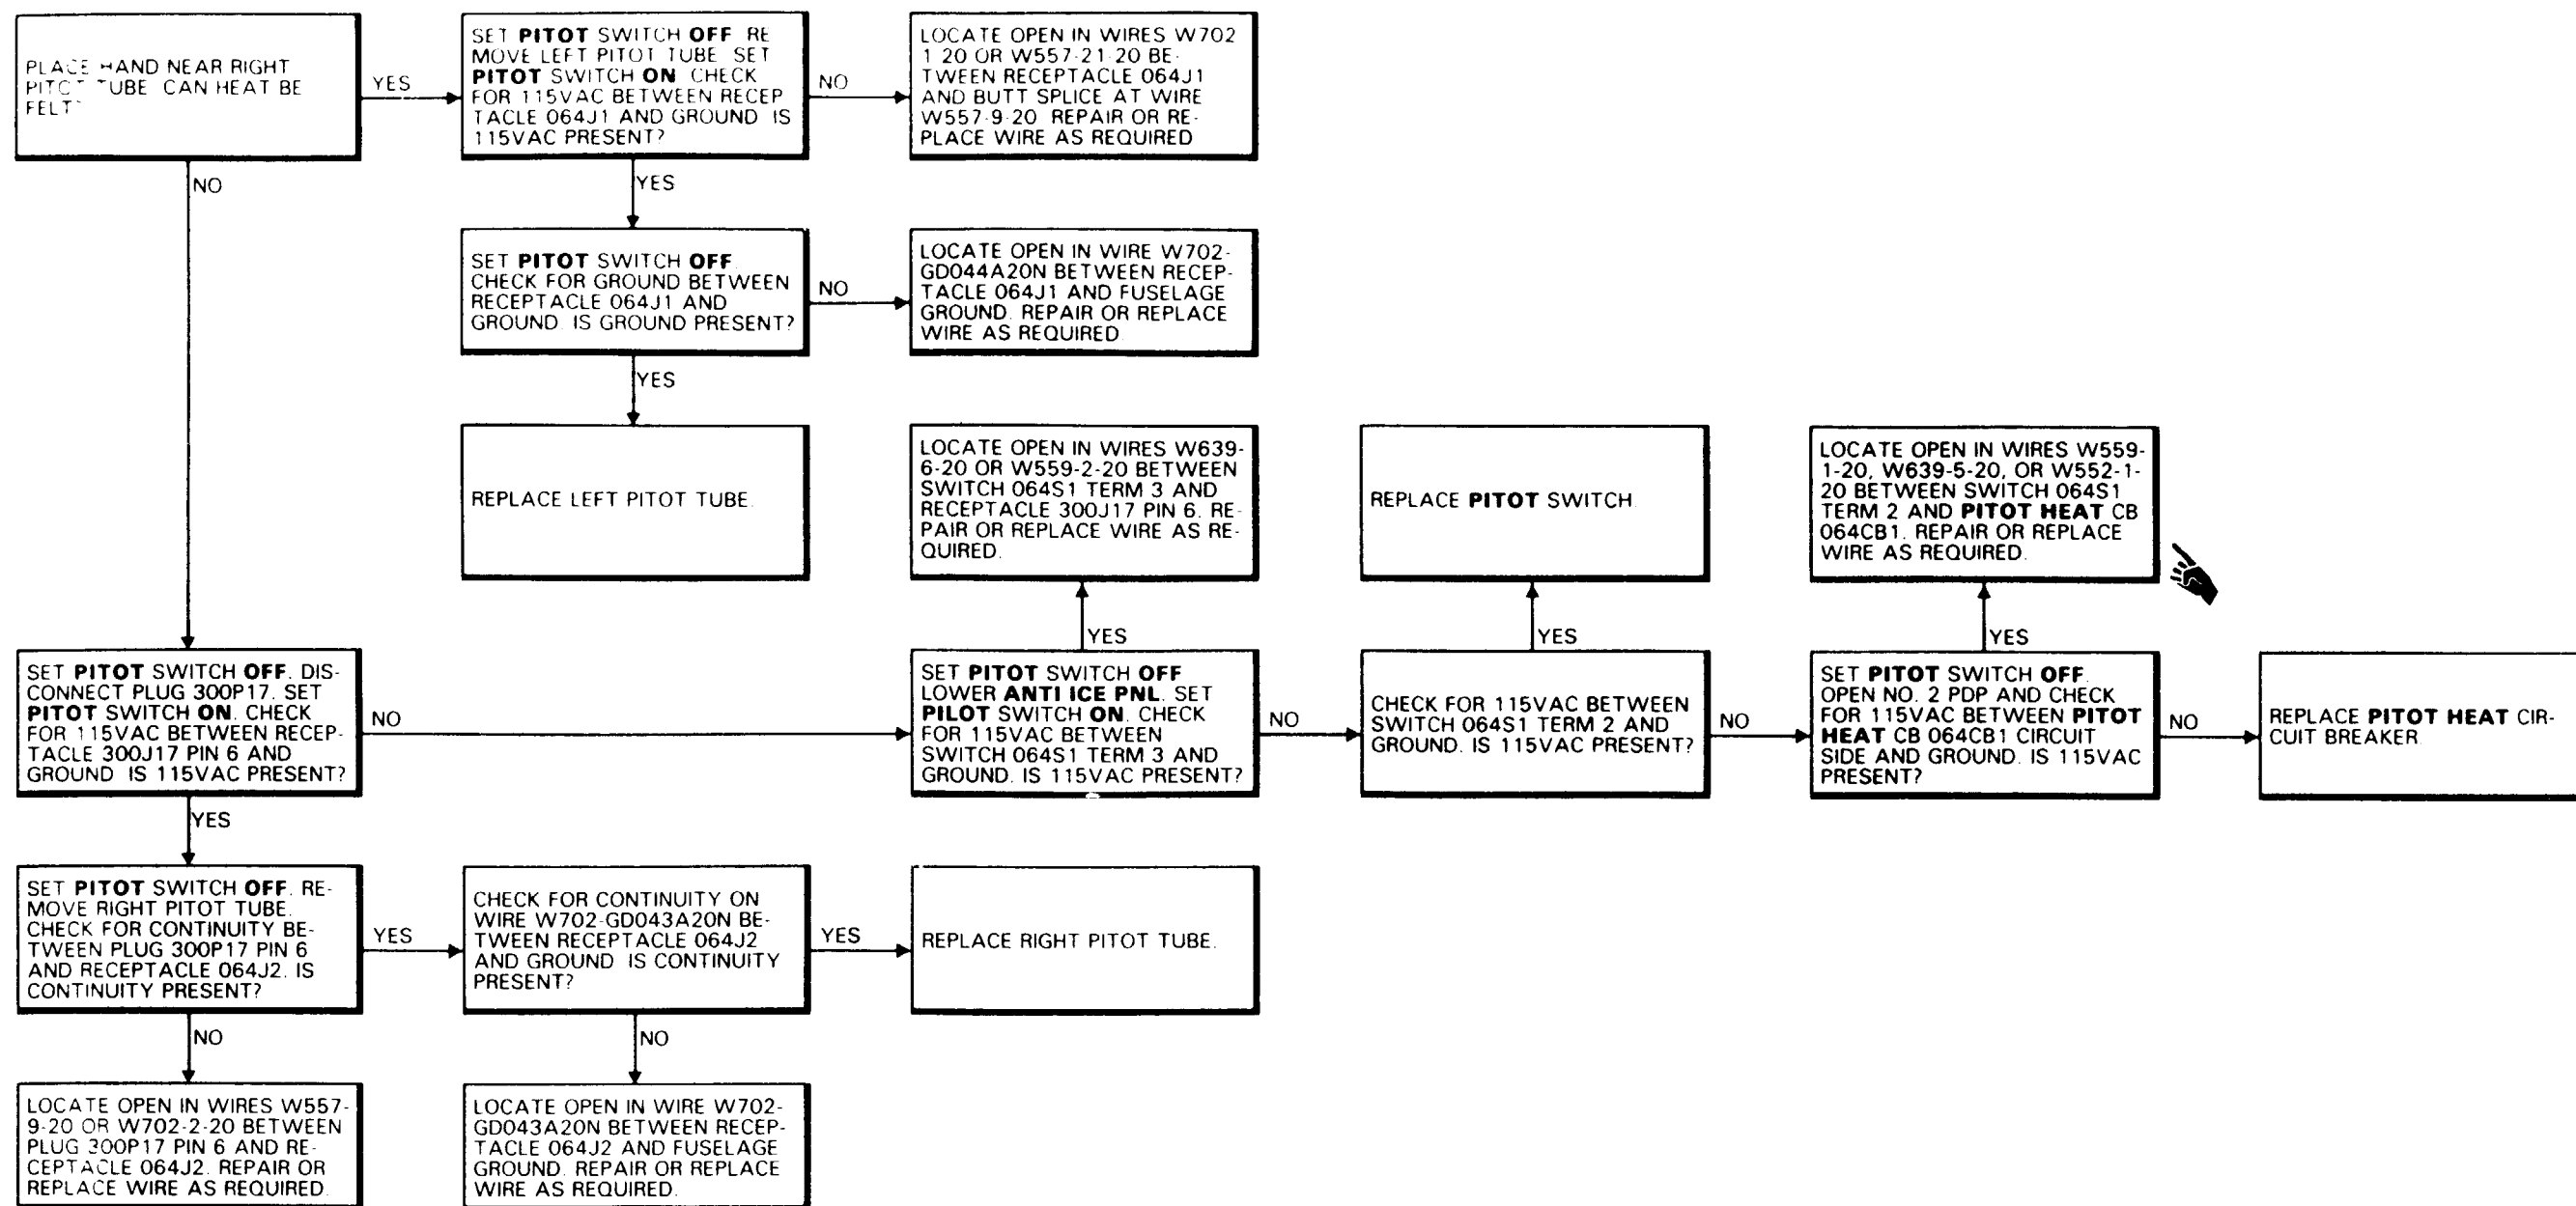 PLACE HAND NEAR RIGHT
PITOT TUBE CAN HEAT BE
FELT
YES
SET PITOT SWITCH OFF RE
MOVE LEFT PITOT TUBE SET
PITOT SWITCH ON CHECK
FOR 115VAC BETWEEN RECEP
TACLE 064J1 AND GROUND IS
115VAC PRESENT?
NO
LOCATE OPEN IN WIRES W702
1-20 OR W557-21-20 BE-
TWEEN RECEPTACLE 064J1
AND BUTT SPLICE AT WIRE
W557-9-20 REPAIR OR RE-
PLACE WIRE AS REQUIRED
NO
YES
SET PITOT SWITCH OFF.
CHECK FOR GROUND BETWEEN
RECEPTACLE 064J1 AND
GROUND. IS GROUND PRESENT?
NO
LOCATE OPEN IN WIRE W702-
GD044A20N BETWEEN RECEP-
TACLE 064J1 AND FUSELAGE
GROUND. REPAIR OR REPLACE
WIRE AS REQUIRED.
YES
REPLACE LEFT PITOT TUBE.
LOCATE OPEN IN WIRES W639-
6-20 OR W559-2-20 BETWEEN
SWITCH 064S1 TERM 3 AND
RECEPTACLE 300J17 PIN 6. RE-
PAIR OR REPLACE WIRE AS RE-
QUIRED.
REPLACE PITOT SWITCH.
LOCATE OPEN IN WIRES W559-
1-20, W639-5-20, OR W552-1-
20 BETWEEN SWITCH 064S1
TERM 2 AND PITOT HEAT CB
064CB1. REPAIR OR REPLACE
WIRE AS REQUIRED.
YES
YES
YES
SET PITOT SWITCH OFF. DIS-
CONNECT PLUG 300P17. SET
PITOT SWITCH ON. CHECK
FOR 115VAC BETWEEN RECEP-
TACLE 300J17 PIN 6 AND
GROUND IS 115VAC PRESENT?
NO
SET PITOT SWITCH OFF
LOWER ANTI ICE PNL. SET
PILOT SWITCH ON. CHECK
FOR 115VAC BETWEEN
SWITCH 064S1 TERM 3 AND
GROUND. IS 115VAC PRESENT?
NO
CHECK FOR 115VAC BETWEEN
SWITCH 064S1 TERM 2 AND
GROUND. IS 115VAC PRESENT?
NO
SET PITOT SWITCH OFF.
OPEN NO. 2 PDP AND CHECK
FOR 115VAC BETWEEN PITOT
HEAT CB 064CB1 CIRCUIT
SIDE AND GROUND. IS 115VAC
PRESENT?
NO
REPLACE PITOT HEAT CIR-
CUIT BREAKER.
YES
SET PITOT SWITCH OFF. RE-
MOVE RIGHT PITOT TUBE.
CHECK FOR CONTINUITY BE-
TWEEN PLUG 300P17 PIN 6
AND RECEPTACLE 064J2. IS
CONTINUITY PRESENT?
YES
CHECK FOR CONTINUITY ON
WIRE W702-GD043A20N BE-
TWEEN RECEPTACLE 064J2
AND GROUND IS CONTINUITY
PRESENT?
YES
REPLACE RIGHT PITOT TUBE.
NO
NO
LOCATE OPEN IN WIRES W557-
9-20 OR W702-2-20 BETWEEN
PLUG 300P17 PIN 6 AND RE-
CEPTACLE 064J2. REPAIR OR
REPLACE WIRE AS REQUIRED.
LOCATE OPEN IN WIRE W702-
GD043A20N BETWEEN RECEP-
TACLE 064J2 AND FUSELAGE
GROUND. REPAIR OR REPLACE
WIRE AS REQUIRED.